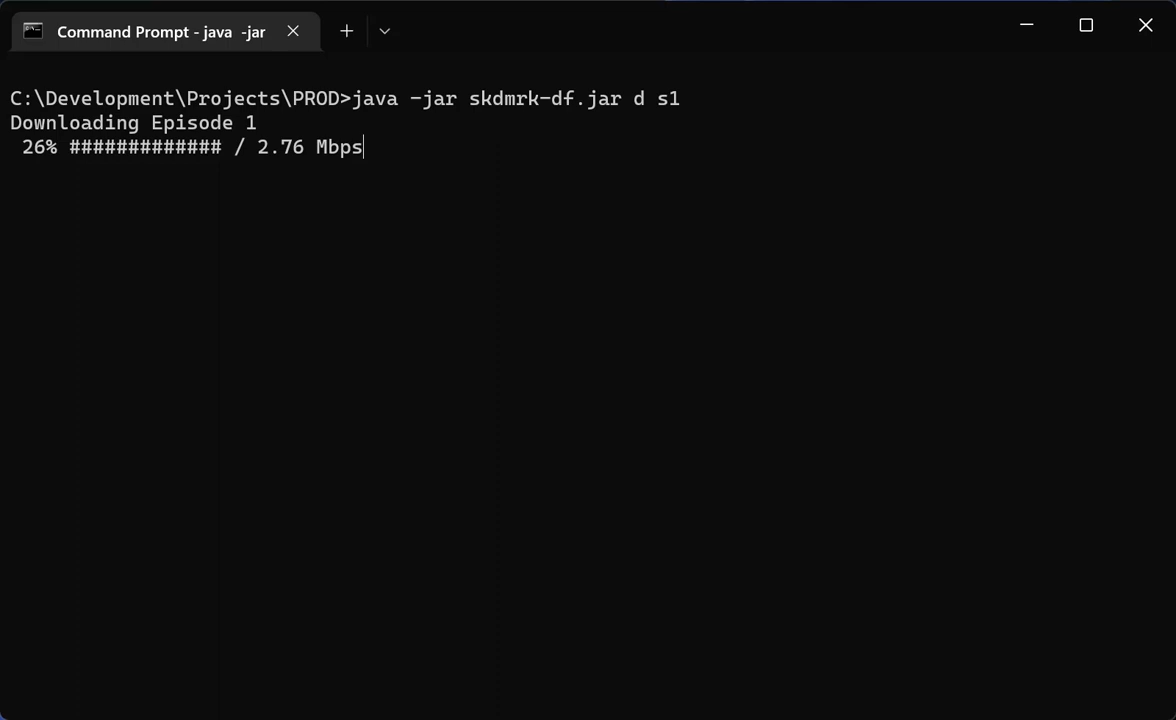 Command Prompt - java  -jar
C:\Development\Projects\PROD>java -jar skdmrk-df.jar d s1
Downloading Episode 1
 26% ############# / 2.76 Mbps